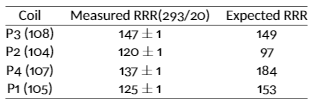 Coil Measured RRR(293/20) Expected RRR
P3 (108) 147 ± 1 149
P2 (104) 120 ± 1 97
P4 (107) 137 ± 1 184
P1 (105) 125 ± 1 153